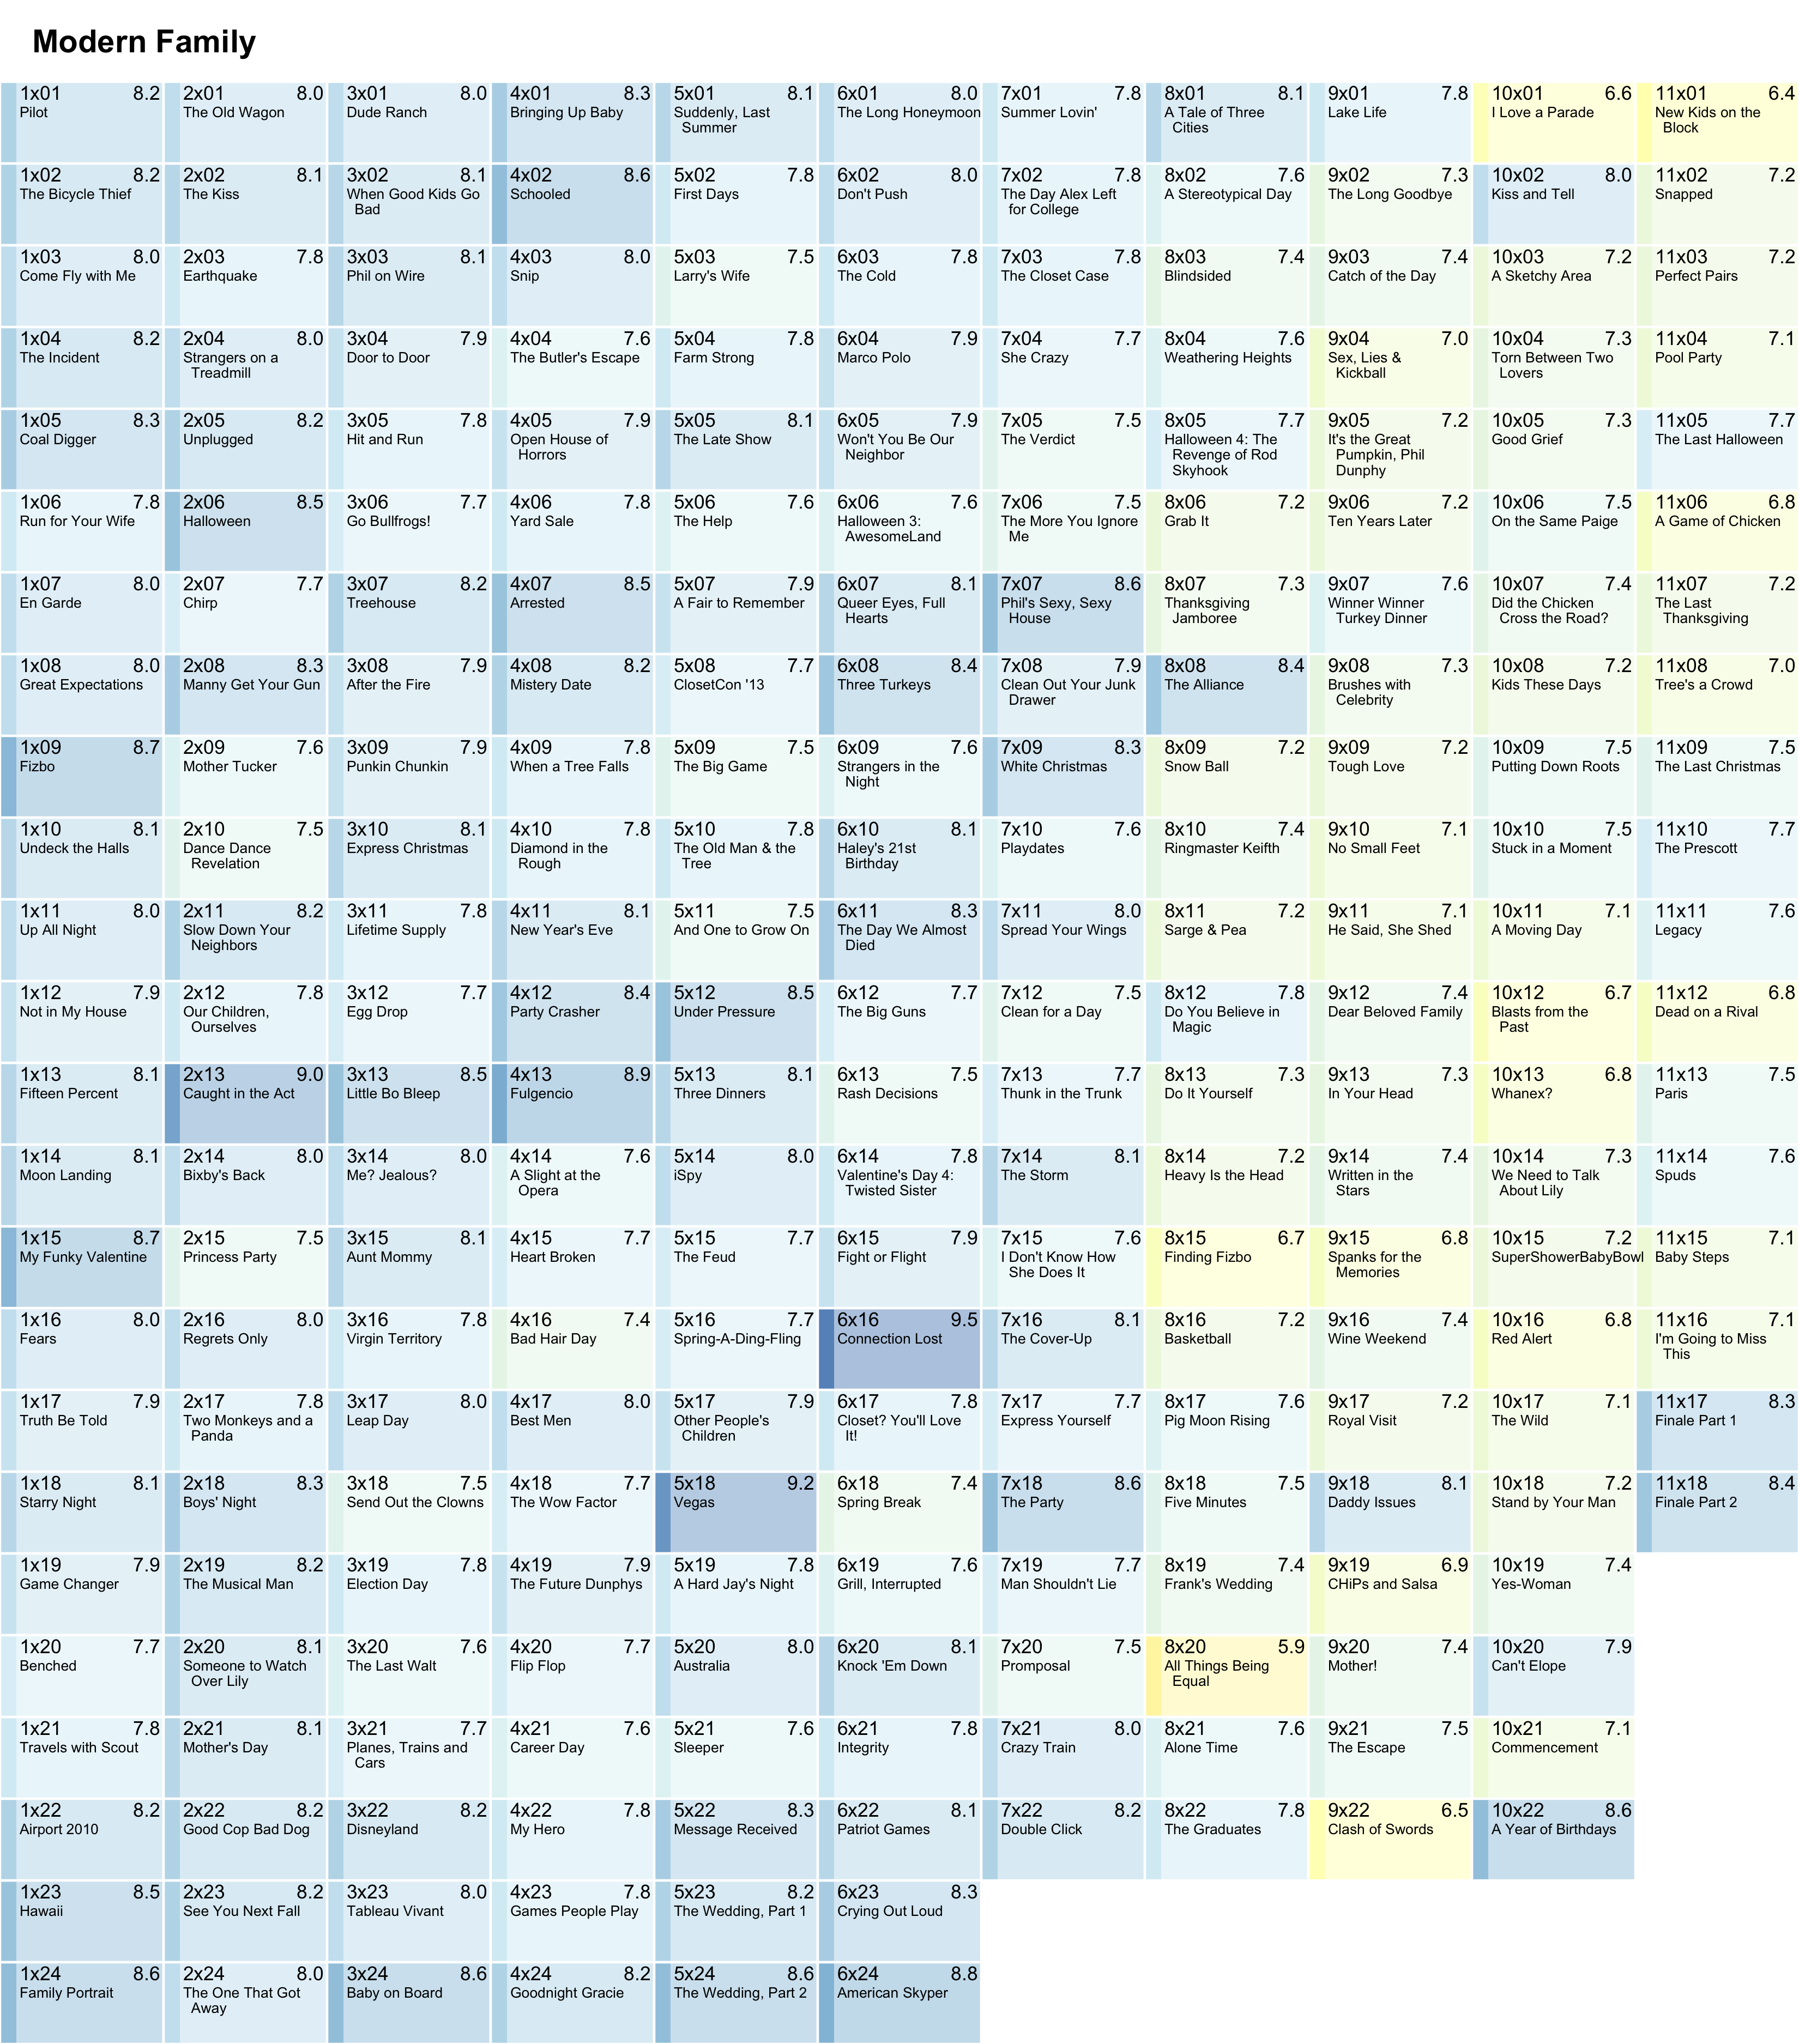 Modern Family
1x01 8.2
Pilot
1x02 8.2
The Bicycle Thief
1x03 8.0
Come Fly with Me
1x04 8.2
The Incident
1x05 8.3
Coal Digger
1x06 7.8
Run for Your Wife
1x07 8.0
En Garde
1x08 8.0
Great Expectations
1x09 8.7
Fizbo
1x10 8.1
Undeck the Halls
1x11 8.0
Up All Night
1x12 7.9
Not in My House
1x13 8.1
Fifteen Percent
1x14 8.1
Moon Landing
1x15 8.7
My Funky Valentine
1x16 8.0
Fears
1x17 7.9
Truth Be Told
1x18 8.1
Starry Night
1x19 7.9
Game Changer
1x20 7.7
Benched
1x21 7.8
Travels with Scout
1x22 8.2
Airport 2010
1x23 8.5
Hawaii
1x24 8.6
Family Portrait
2x01 8.0
The Old Wagon
2x02 8.1
The Kiss
2x03 7.8
Earthquake
2x04 8.0
Strangers on a
Treadmill
2x05 8.2
Unplugged
2x06 8.5
Halloween
2x07 7.7
Chirp
2x08 8.3
Manny Get Your Gun
2x09 7.6
Mother Tucker
2x10 7.5
Dance Dance
Revelation
2x11 8.2
Slow Down Your
Neighbors
2x12 7.8
Our Children,
Ourselves
2x13 9.0
Caught in the Act
2x14 8.0
Bixby's Back
2x15 7.5
Princess Party
2x16 8.0
Regrets Only
2x17 7.8
Two Monkeys and a
Panda
2x18 8.3
Boys' Night
2x19 8.2
The Musical Man
2x20 8.1
Someone to Watch
Over Lily
2x21 8.1
Mother's Day
2x22 8.2
Good Cop Bad Dog
2x23 8.2
See You Next Fall
2x24 8.0
The One That Got
Away
3x01 8.0
Dude Ranch
3x02 8.1
When Good Kids Go
Bad
3x03 8.1
Phil on Wire
3x04 7.9
Door to Door
3x05 7.8
Hit and Run
3x06 7.7
Go Bullfrogs!
3x07 8.2
Treehouse
3x08 7.9
After the Fire
3x09 7.9
Punkin Chunkin
3x10 8.1
Express Christmas
3x11 7.8
Lifetime Supply
3x12 7.7
Egg Drop
3x13 8.5
Little Bo Bleep
3x14 8.0
Me? Jealous?
3x15 8.1
Aunt Mommy
3x16 7.8
Virgin Territory
3x17 8.0
Leap Day
3x18 7.5
Send Out the Clowns
3x19 7.8
Election Day
3x20 7.6
The Last Walt
3x21 7.7
Planes, Trains and
Cars
3x22 8.2
Disneyland
3x23 8.0
Tableau Vivant
3x24 8.6
Baby on Board
4x01 8.3
Bringing Up Baby
4x02 8.6
Schooled
4x03 8.0
Snip
4x04 7.6
The Butler's Escape
4x05 7.9
Open House of
Horrors
4x06 7.8
Yard Sale
4x07 8.5
Arrested
4x08 8.2
Mistery Date
4x09 7.8
When a Tree Falls
4x10 7.8
Diamond in the
Rough
4x11 8.1
New Year's Eve
4x12 8.4
Party Crasher
4x13 8.9
Fulgencio
4x14 7.6
A Slight at the
Opera
4x15 7.7
Heart Broken
4x16 7.4
Bad Hair Day
4x17 8.0
Best Men
4x18 7.7
The Wow Factor
4x19 7.9
The Future Dunphys
4x20 7.7
Flip Flop
4x21 7.6
Career Day
4x22 7.8
My Hero
4x23 7.8
Games People Play
4x24 8.2
Goodnight Gracie
5x01 8.1
Suddenly, Last
Summer
5x02 7.8
First Days
5x03 7.5
Larry's Wife
5x04 7.8
Farm Strong
5x05 8.1
The Late Show
5x06 7.6
The Help
5x07 7.9
A Fair to Remember
5x08 7.7
ClosetCon '13
5x09 7.5
The Big Game
5x10 7.8
The Old Man & the
Tree
5x11 7.5
And One to Grow On
5x12 8.5
Under Pressure
5x13 8.1
Three Dinners
5x14 8.0
iSpy
5x15 7.7
The Feud
5x16 7.7
Spring-A-Ding-Fling
5x17 7.9
Other People's
Children
5x18 9.2
Vegas
5x19 7.8
A Hard Jay's Night
5x20 8.0
Australia
5x21 7.6
Sleeper
5x22 8.3
Message Received
5x23 8.2
The Wedding, Part 1
5x24 8.6
The Wedding, Part 2
6x01 8.0
The Long Honeymoon
6x02 8.0
Don't Push
6x03 7.8
The Cold
6x04 7.9
Marco Polo
6x05 7.9
Won't You Be Our
Neighbor
6x06 7.6
Halloween 3:
AwesomeLand
6x07 8.1
Queer Eyes, Full
Hearts
6x08 8.4
Three Turkeys
6x09 7.6
Strangers in the
Night
6x10 8.1
Haley's 21st
Birthday
6x11 8.3
The Day We Almost
Died
6x12 7.7
The Big Guns
6x13 7.5
Rash Decisions
6x14 7.8
Valentine's Day 4:
Twisted Sister
6x15 7.9
Fight or Flight
6x16 9.5
Connection Lost
6x17 7.8
Closet? You'll Love
It!
6x18 7.4
Spring Break
6x19 7.6
Grill, Interrupted
6x20 8.1
Knock 'Em Down
6x21 7.8
Integrity
6x22 8.1
Patriot Games
6x23 8.3
Crying Out Loud
6x24 8.8
American Skyper
7x01 7.8
Summer Lovin'
7x02 7.8
The Day Alex Left
for College
7x03 7.8
The Closet Case
7x04 7.7
She Crazy
7x05 7.5
The Verdict
7x06 7.5
The More You Ignore
Me
7x07 8.6
Phil's Sexy, Sexy
House
7x08 7.9
Clean Out Your Junk
Drawer
7x09 8.3
White Christmas
7x10 7.6
Playdates
7x11 8.0
Spread Your Wings
7x12 7.5
Clean for a Day
7x13 7.7
Thunk in the Trunk
7x14 8.1
The Storm
7x15 7.6
I Don't Know How
She Does It
7x16 8.1
The Cover-Up
7x17 7.7
Express Yourself
7x18 8.6
The Party
7x19 7.7
Man Shouldn't Lie
7x20 7.5
Promposal
7x21 8.0
Crazy Train
7x22 8.2
Double Click
8x01 8.1
A Tale of Three
Cities
8x02 7.6
A Stereotypical Day
8x03 7.4
Blindsided
8x04 7.6
Weathering Heights
8x05 7.7
Halloween 4: The
Revenge of Rod
Skyhook
8x06 7.2
Grab It
8x07 7.3
Thanksgiving
Jamboree
8x08 8.4
The Alliance
8x09 7.2
Snow Ball
8x10 7.4
Ringmaster Keifth
8x11 7.2
Sarge & Pea
8x12 7.8
Do You Believe in
Magic
8x13 7.3
Do It Yourself
8x14 7.2
Heavy Is the Head
8x15 6.7
Finding Fizbo
8x16 7.2
Basketball
8x17 7.6
Pig Moon Rising
8x18 7.5
Five Minutes
8x19 7.4
Frank's Wedding
8x20 5.9
All Things Being
Equal
8x21 7.6
Alone Time
8x22 7.8
The Graduates
9x01 7.8
Lake Life
9x02 7.3
The Long Goodbye
9x03 7.4
Catch of the Day
9x04 7.0
Sex, Lies &
Kickball
9x05 7.2
It's the Great
Pumpkin, Phil
Dunphy
9x06 7.2
Ten Years Later
9x07 7.6
Winner Winner
Turkey Dinner
9x08 7.3
Brushes with
Celebrity
9x09 7.2
Tough Love
9x10 7.1
No Small Feet
9x11 7.1
He Said, She Shed
9x12 7.4
Dear Beloved Family
9x13 7.3
In Your Head
9x14 7.4
Written in the
Stars
9x15 6.8
Spanks for the
Memories
9x16 7.4
Wine Weekend
9x17 7.2
Royal Visit
9x18 8.1
Daddy Issues
9x19 6.9
CHiPs and Salsa
9x20 7.4
Mother!
9x21 7.5
The Escape
9x22 6.5
Clash of Swords
10x01 6.6
I Love a Parade
10x02 8.0
Kiss and Tell
10x03 7.2
A Sketchy Area
10x04 7.3
Torn Between Two
Lovers
10x05 7.3
Good Grief
10x06 7.5
On the Same Paige
10x07 7.4
Did the Chicken
Cross the Road?
10x08 7.2
Kids These Days
10x09 7.5
Putting Down Roots
10x10 7.5
Stuck in a Moment
10x11 7.1
A Moving Day
10x12 6.7
Blasts from the
Past
10x13 6.8
Whanex?
10x14 7.3
We Need to Talk
About Lily
10x15 7.2
SuperShowerBabyBowl
10x16 6.8
Red Alert
10x17 7.1
The Wild
10x18 7.2
Stand by Your Man
10x19 7.4
Yes-Woman
10x20 7.9
Can't Elope
10x21 7.1
Commencement
10x22 8.6
A Year of Birthdays
11x01 6.4
New Kids on the
Block
11x02 7.2
Snapped
11x03 7.2
Perfect Pairs
11x04 7.1
Pool Party
11x05 7.7
The Last Halloween
11x06 6.8
A Game of Chicken
11x07 7.2
The Last
Thanksgiving
11x08 7.0
Tree's a Crowd
11x09 7.5
The Last Christmas
11x10 7.7
The Prescott
11x11 7.6
Legacy
11x12 6.8
Dead on a Rival
11x13 7.5
Paris
11x14 7.6
Spuds
11x15 7.1
Baby Steps
11x16 7.1
I'm Going to Miss
This
11x17 8.3
Finale Part 1
11x18 8.4
Finale Part 2